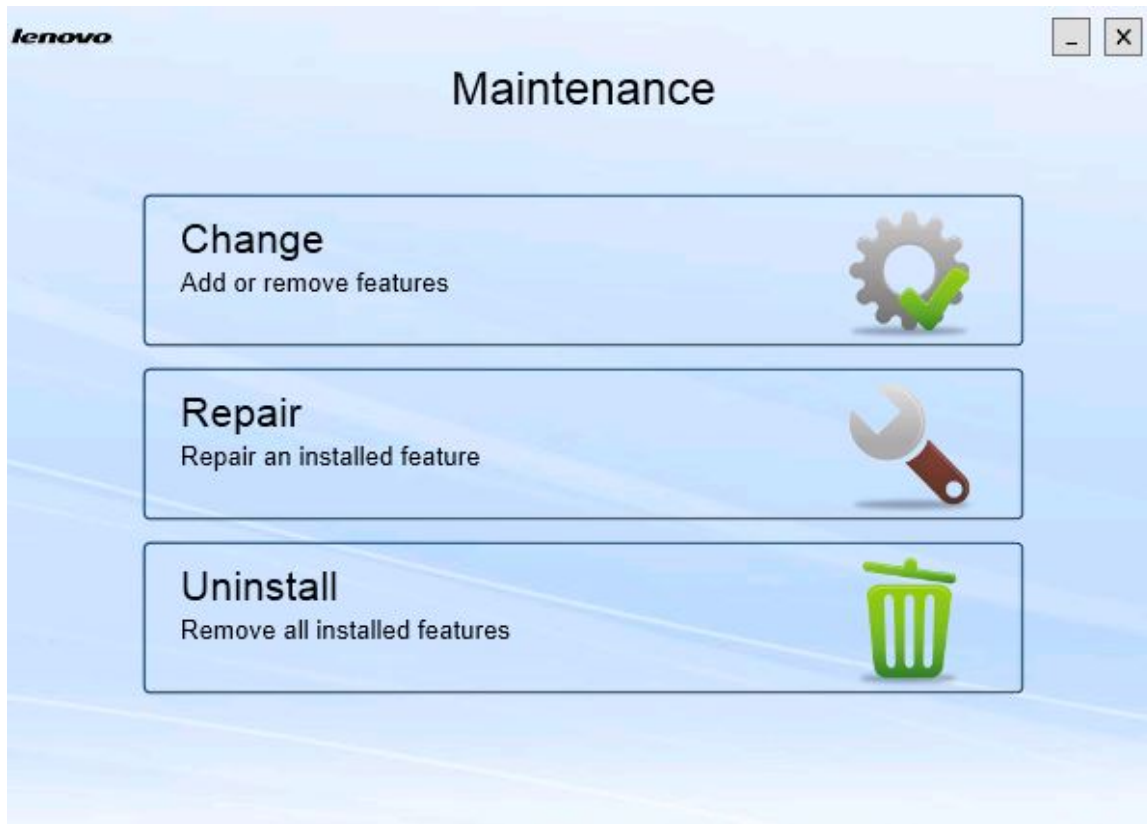 lenovo
Maintenance
Change
Add or remove features
Repair
Repair an installed feature
Uninstall
Remove all installed features